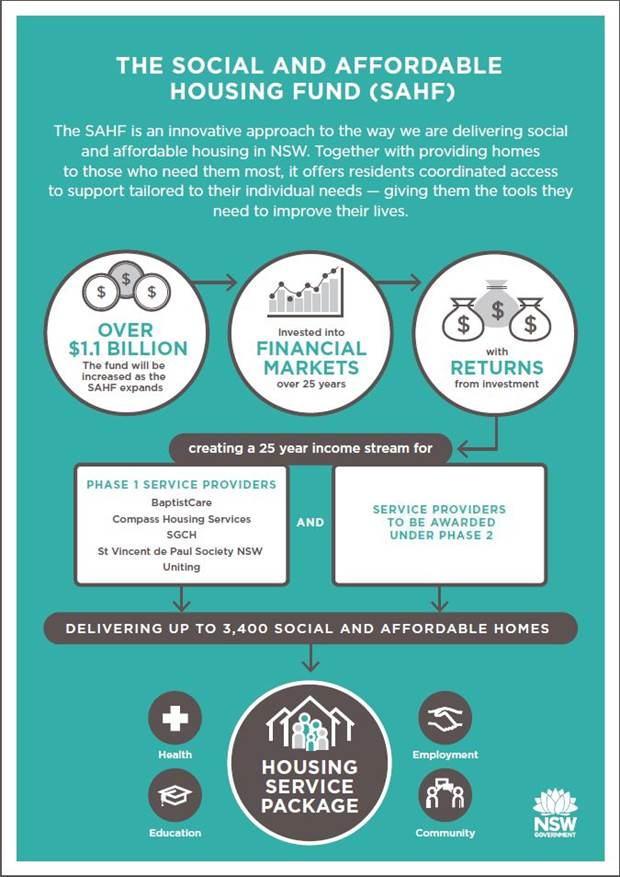 THE SOCIAL AND AFFORDABLE
HOUSING FUND (SAHF)
The SAHF is an innovative approach to the way we are delivering social
and affordable housing in NSW. Together with providing homes
to those who need them most, it offers residents coordinated access
to support tailored to their individual needs — giving them the tools they
need to improve their lives.
$ $ $
OVER
$1.1 BILLION
The fund will be
increased as the
SAHF expands
Invested into
FINANCIAL
MARKETS
over 25 years
$ $ $
with
RETURNS
from investment
creating a 25 year income stream for
PHASE 1 SERVICE PROVIDERS
BaptistCare
Compass Housing Services
SGCH
St Vincent de Paul Society NSW
Uniting
AND
SERVICE PROVIDERS
TO BE AWARDED
UNDER PHASE 2
DELIVERING UP TO 3,400 SOCIAL AND AFFORDABLE HOMES
Health
Education
HOUSING
SERVICE
PACKAGE
Employment
Community
NSW
GOVERNMENT